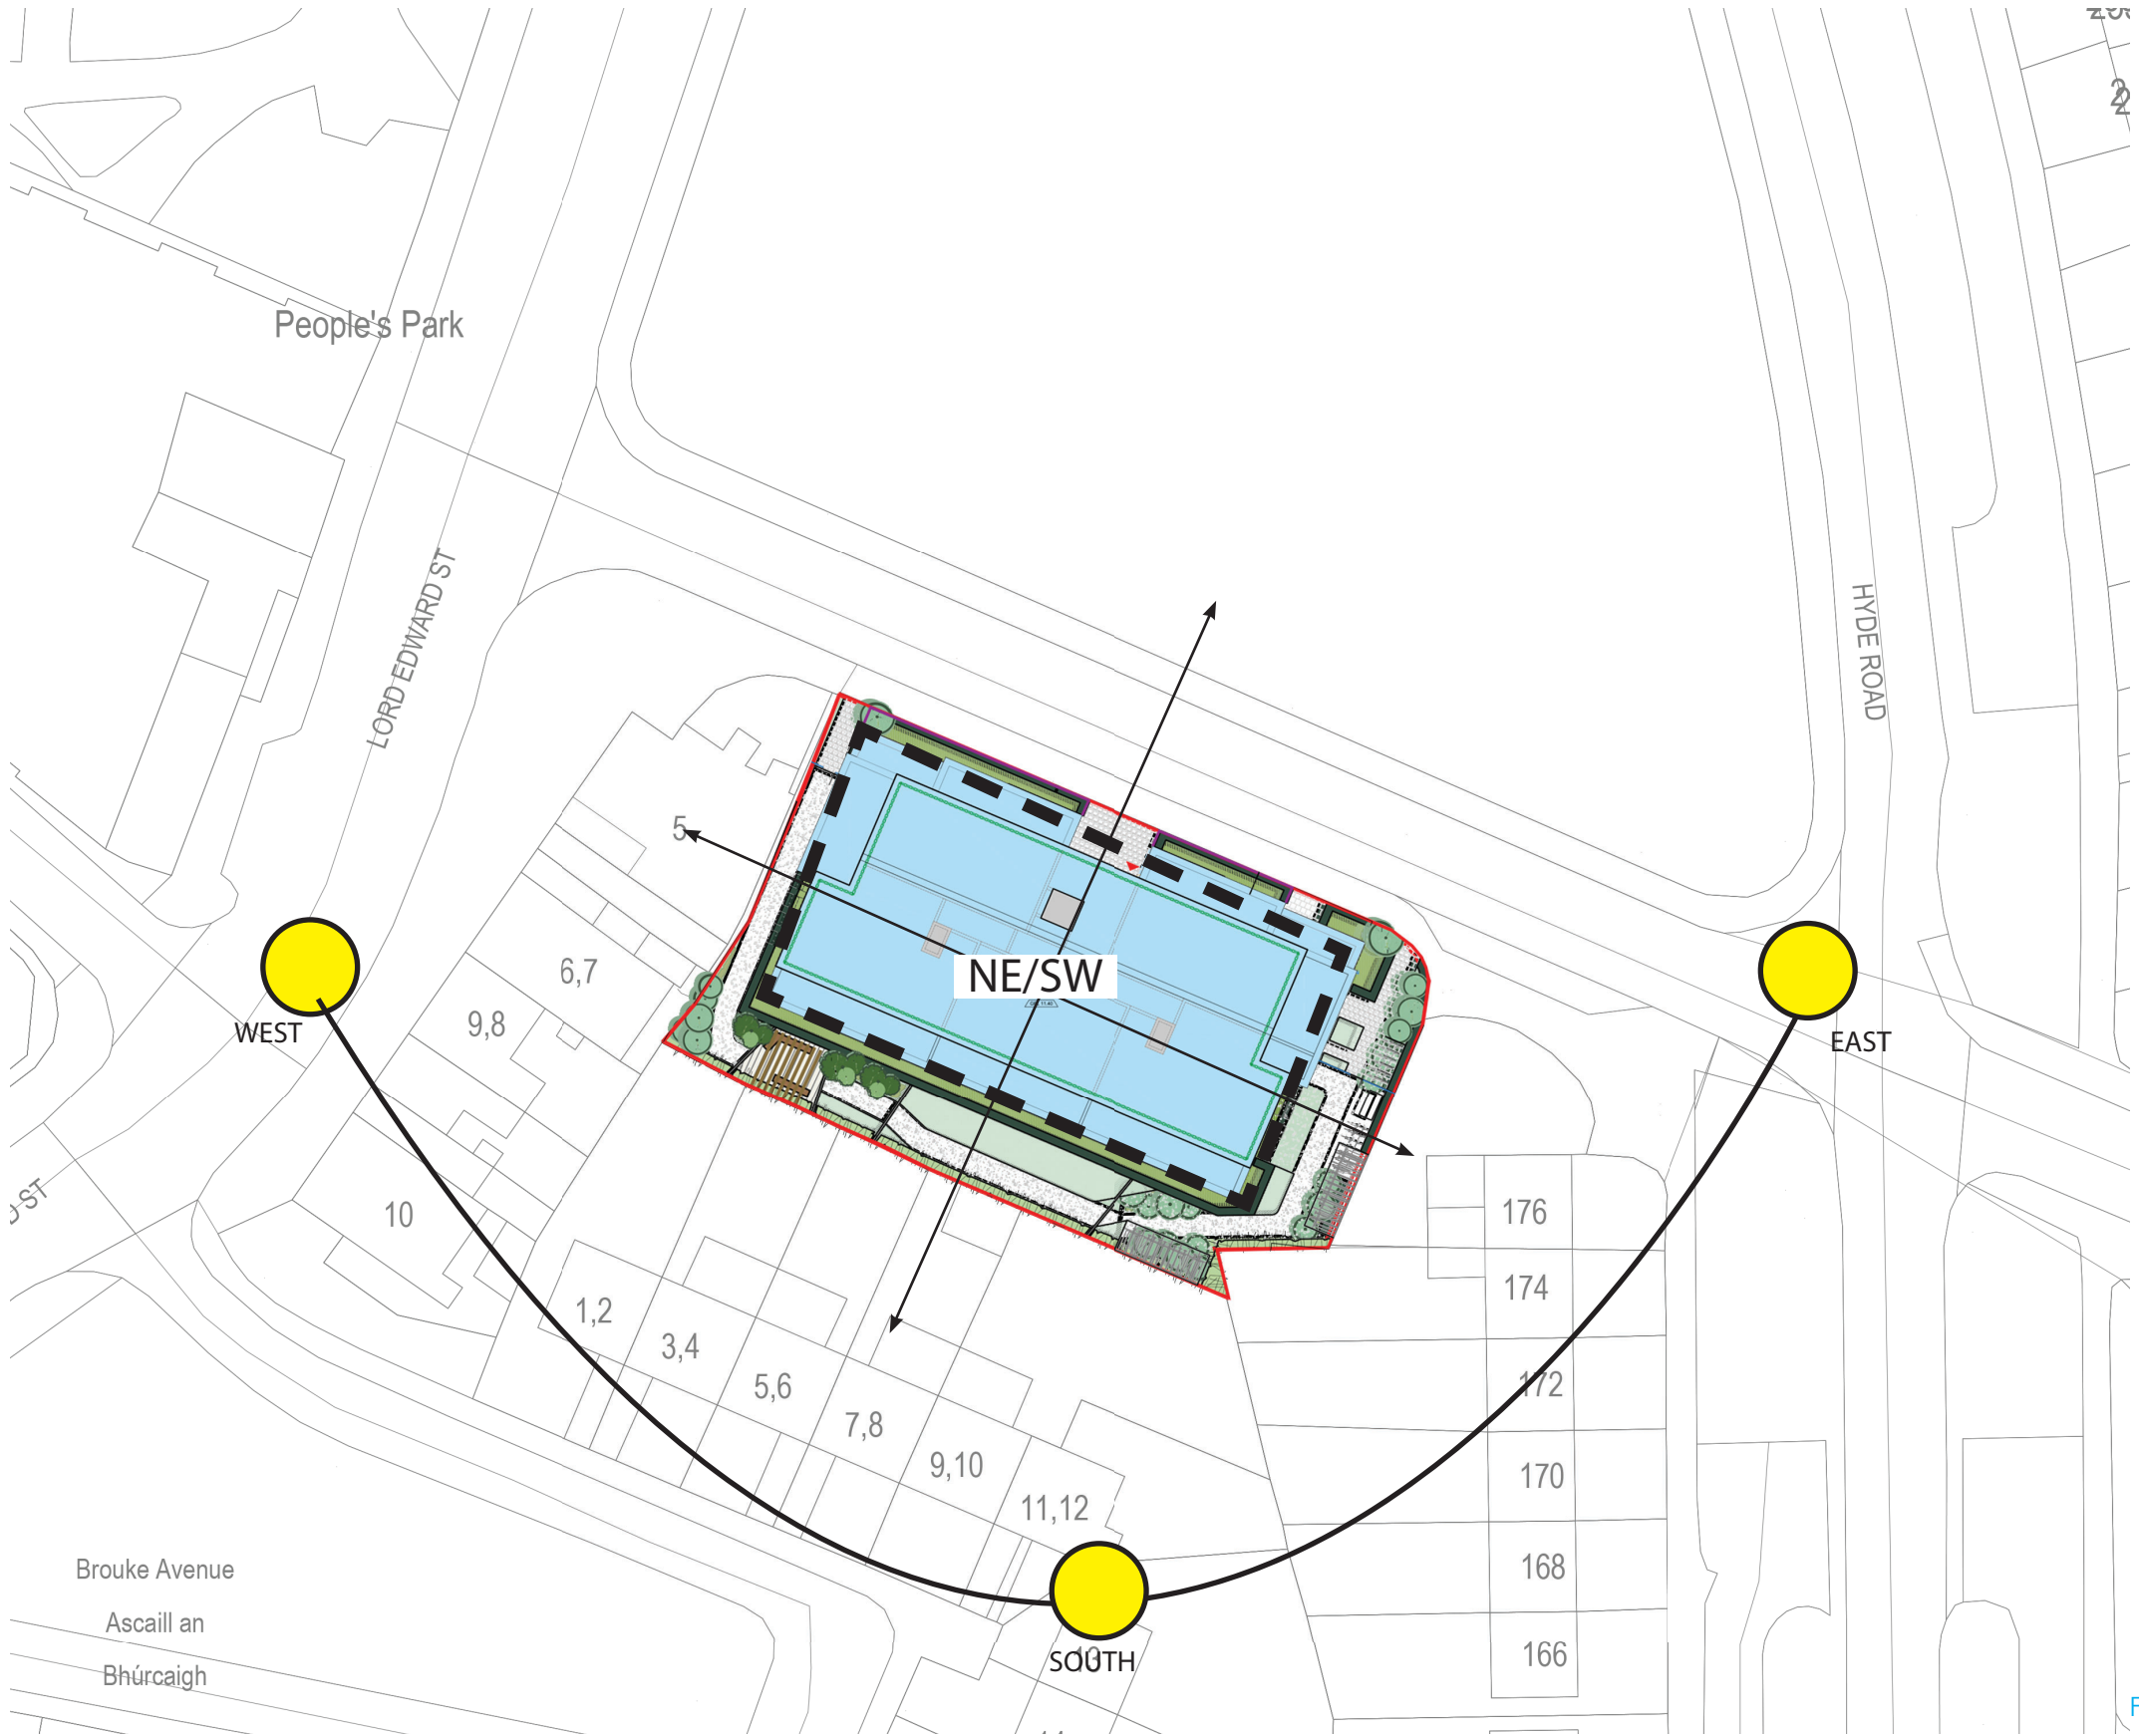 People's Park
LORD EDWARD ST
HYDE ROAD
5
6,7
9,8
NE/SW
WEST
EAST
10
176
174
1,2
3,4
172
5,6
7,8
9,10
170
11,12
168
Brouke Avenue
Ascaill an
Bhúrcaigh
166
SOUTH
13